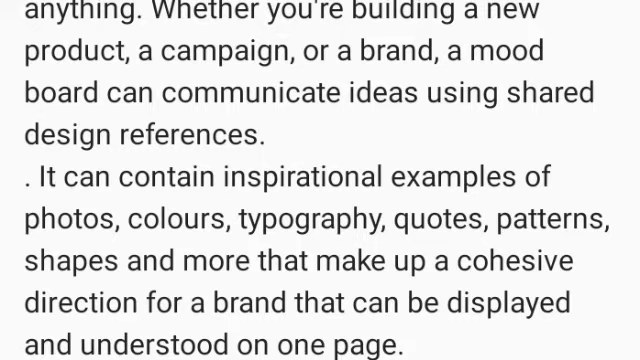 anything. Whether you're building a new
product, a campaign, or a brand, a mood
board can communicate ideas using shared
design references.
. It can contain inspirational examples of
photos, colours, typography, quotes, patterns,
shapes and more that make up a cohesive
direction for a brand that can be displayed
and understood on one page.